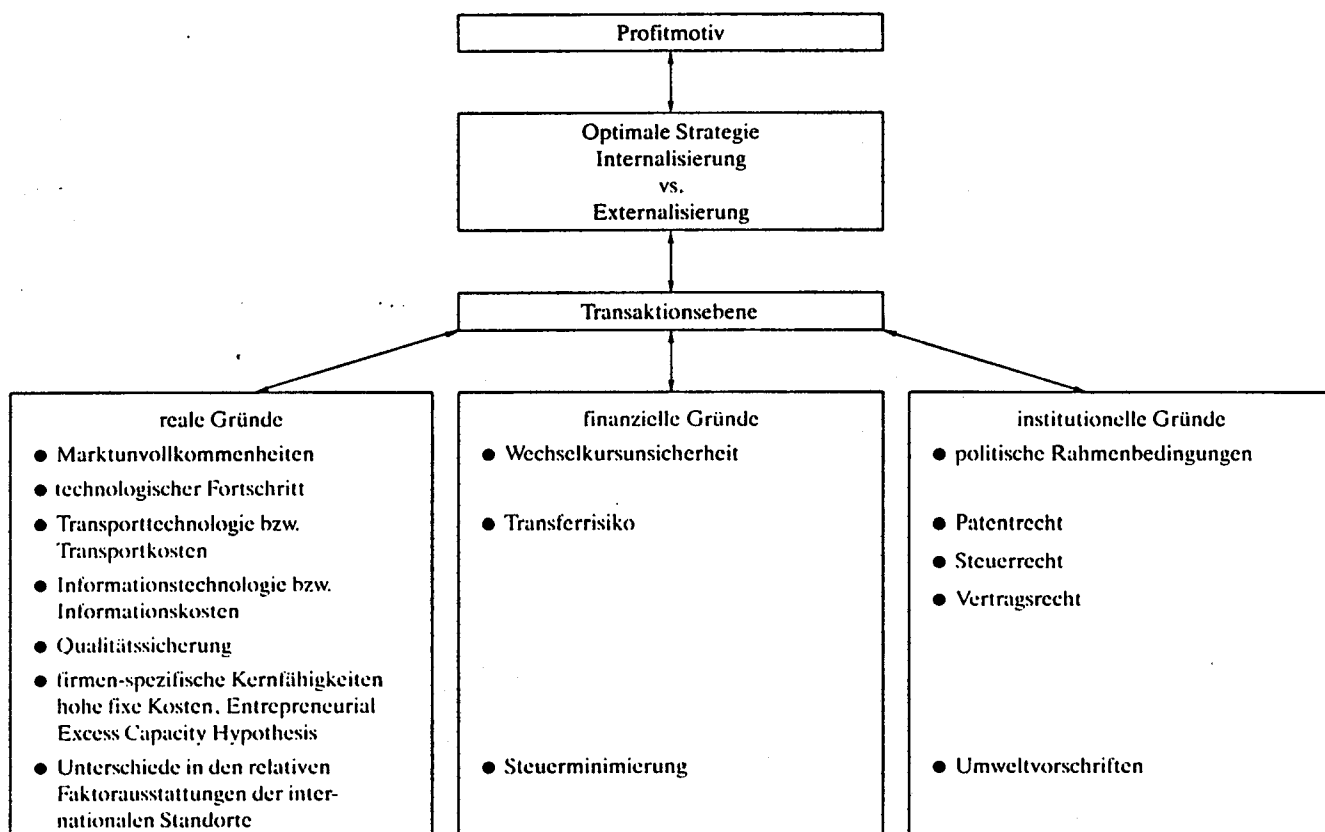 Profitmotiv
Optimale Strategie
Internalisierung
vs.
Externalisierung
Transaktionsebene
reale Gründe
● Marktunvollkommenheiten
● technologischer Fortschritt
● Transporttechnologie bzw.
Transportkosten
● Informationstechnologie bzw.
Informationskosten
● Qualitätssicherung
● firmen-spezifische Kernfähigkeiten
hohe fixe Kosten, Entrepreneurial
Excess Capacity Hypothesis
● Unterschiede in den relativen
Faktorausstattungen der inter-
nationalen Standorte
finanzielle Gründe
● Wechselkursunsicherheit
● Transferrisiko
● Steuerminimierung
institutionelle Gründe
● politische Rahmenbedingungen
● Patentrecht
● Steuerrecht
● Vertragsrecht
● Umweltvorschriften